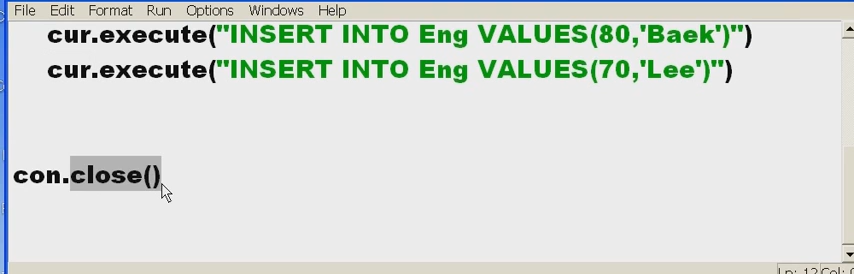 File Edit Format Run Options Windows Help
cur.execute("INSERT INTO Eng VALUES(80,'Baek')")
cur.execute("INSERT INTO Eng VALUES(70,'Lee')")
con.close()